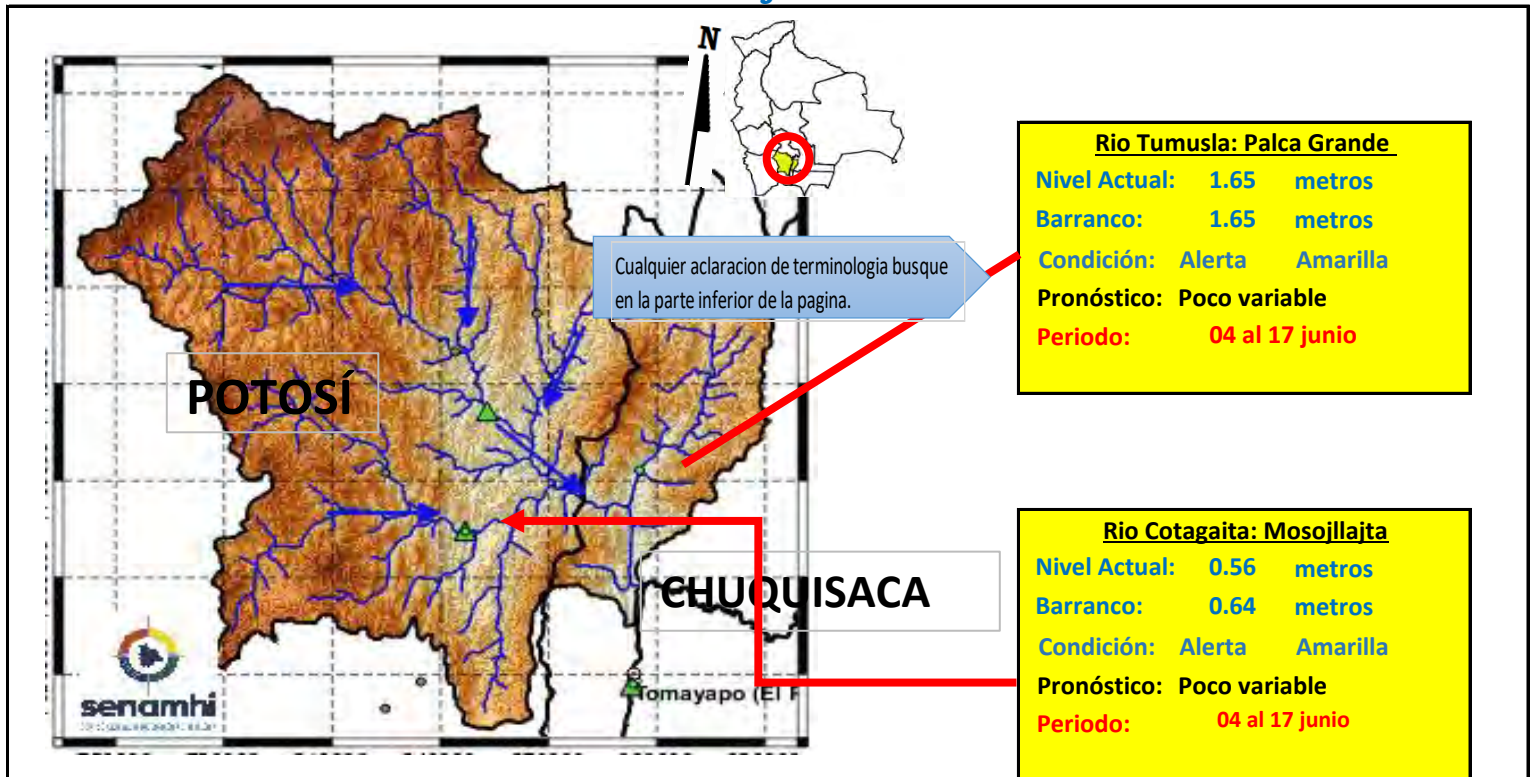 N
Cualquier aclaracion de terminologia busque
en la parte inferior de la pagina.
POTOSÍ
CHUQUISACA
Tomayapo (El
senamhi
Rio Tumusla: Palca Grande
Nivel Actual: 1.65 metros
Barranco: 1.65 metros
Condición: Alerta Amarilla
Pronóstico: Poco variable
Periodo: 04 al 17 junio
Rio Cotagaita: Mosojllajta
Nivel Actual: 0.56 metros
Barranco: 0.64 metros
Condición: Alerta Amarilla
Pronóstico: Poco variable
Periodo: 04 al 17 junio